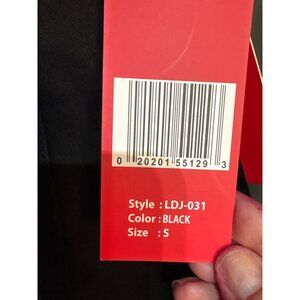 0 20201 55129 3
Style : LDJ-031
Color : BLACK
Size : S